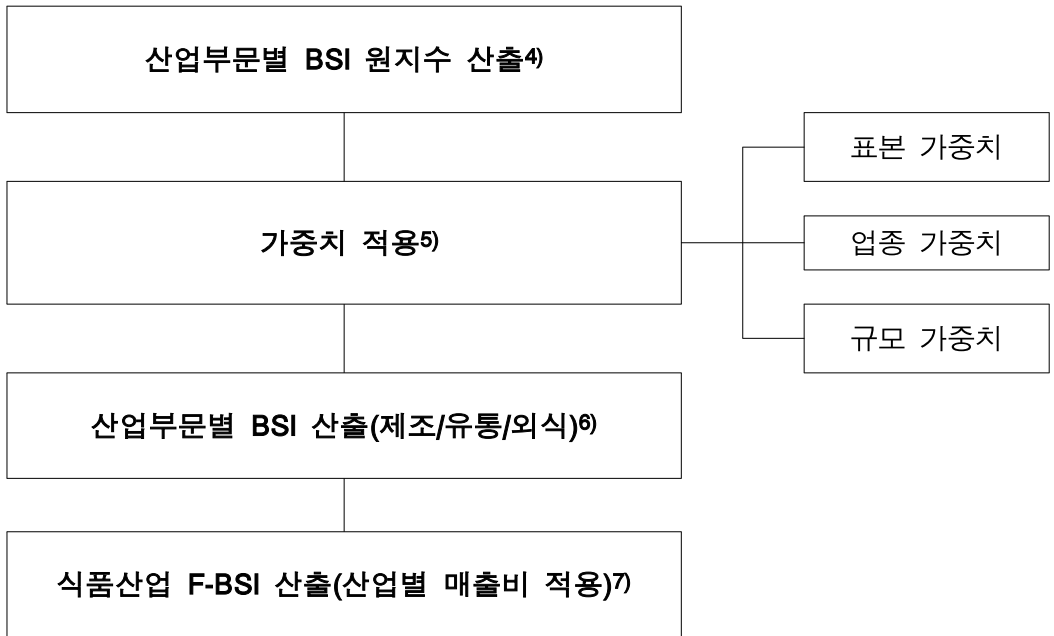 산업부문별 BSI 원지수 산출4)
표본 가중치
가중치 적용5)
업종 가중치
규모 가중치
산업부문별 BSI 산출(제조/유통/외식)6)
식품산업 F-BSI 산출(산업별 매출비 적용)7)